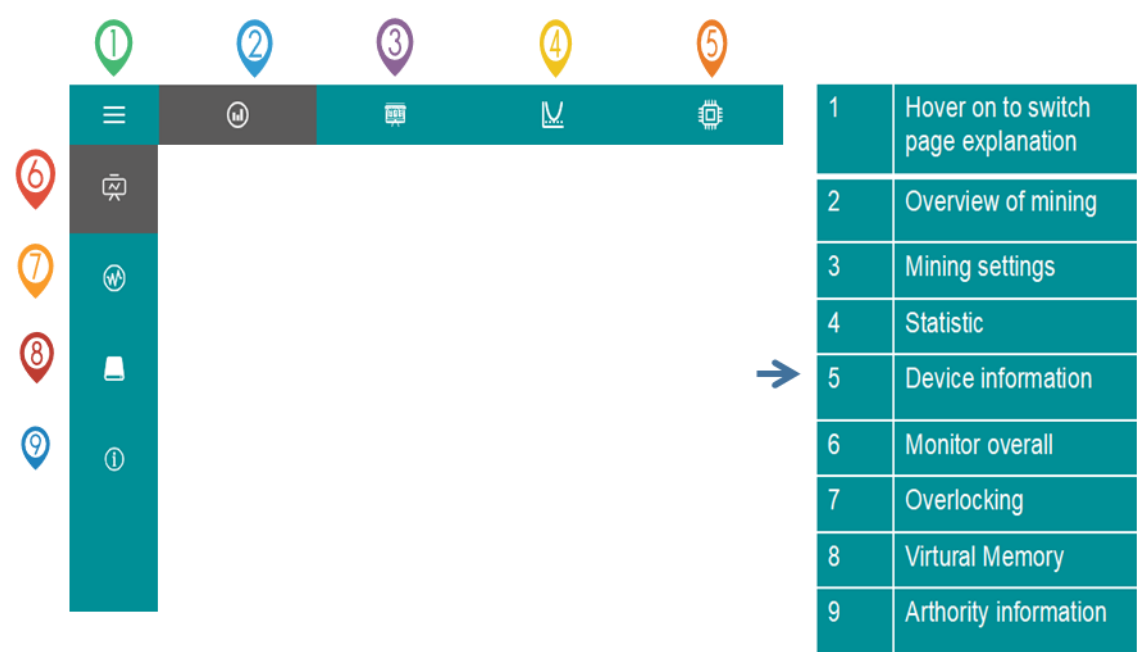 1 2 3 4 5
6
7
8
9
1 Hover on to switch
page explanation
2 Overview of mining
3 Mining settings
4 Statistic
5 Device information
6 Monitor overall
7 Overlocking
8 Virtural Memory
9 Arthority information